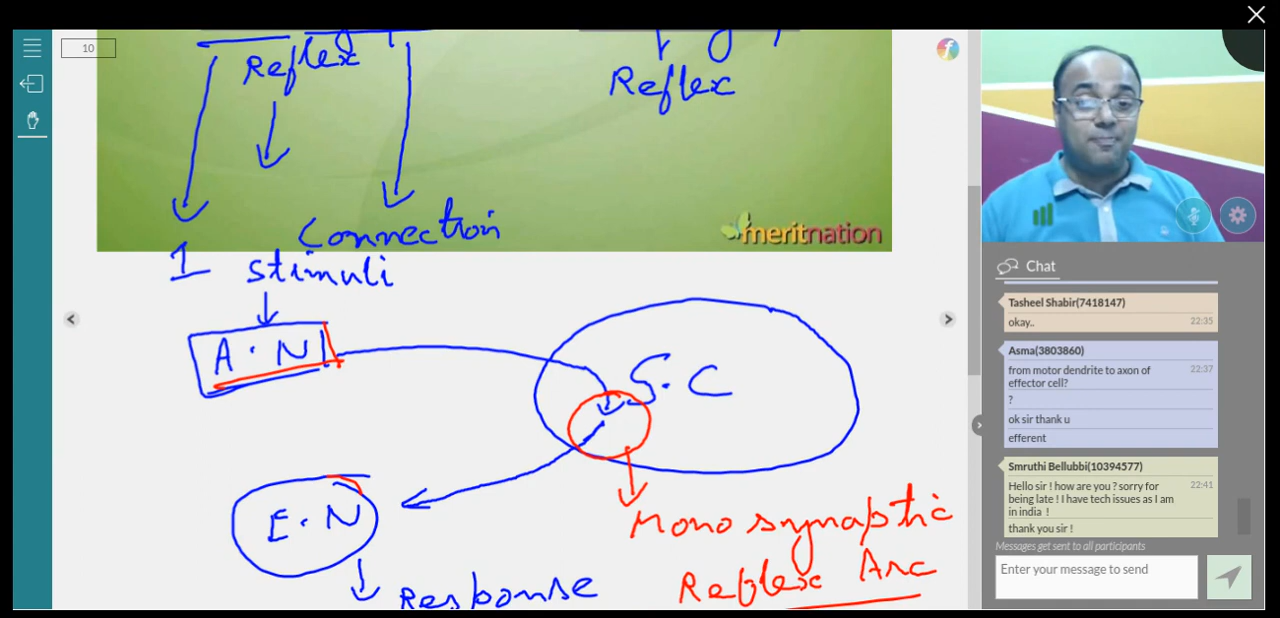 10
Reflex
Reflex
Connection
meritnation
1
stimuli
A.N
S.C
E.N
Mono synaptic
Reflex Arc
Response
Chat
Tasheel Shabir(7418147)
okay..
22:35
Asma(3803860)
from motor dendrite to axon of
22:37
effector cell?
?
ok sir thank u
efferent
Smruthi Bellubbi(10394577)
Hello sir ! how are you ? sorry for
22:41
being late ! I have tech issues as I am
in india !
thank you sir !
Messages get sent to all participants
Enter your message to send